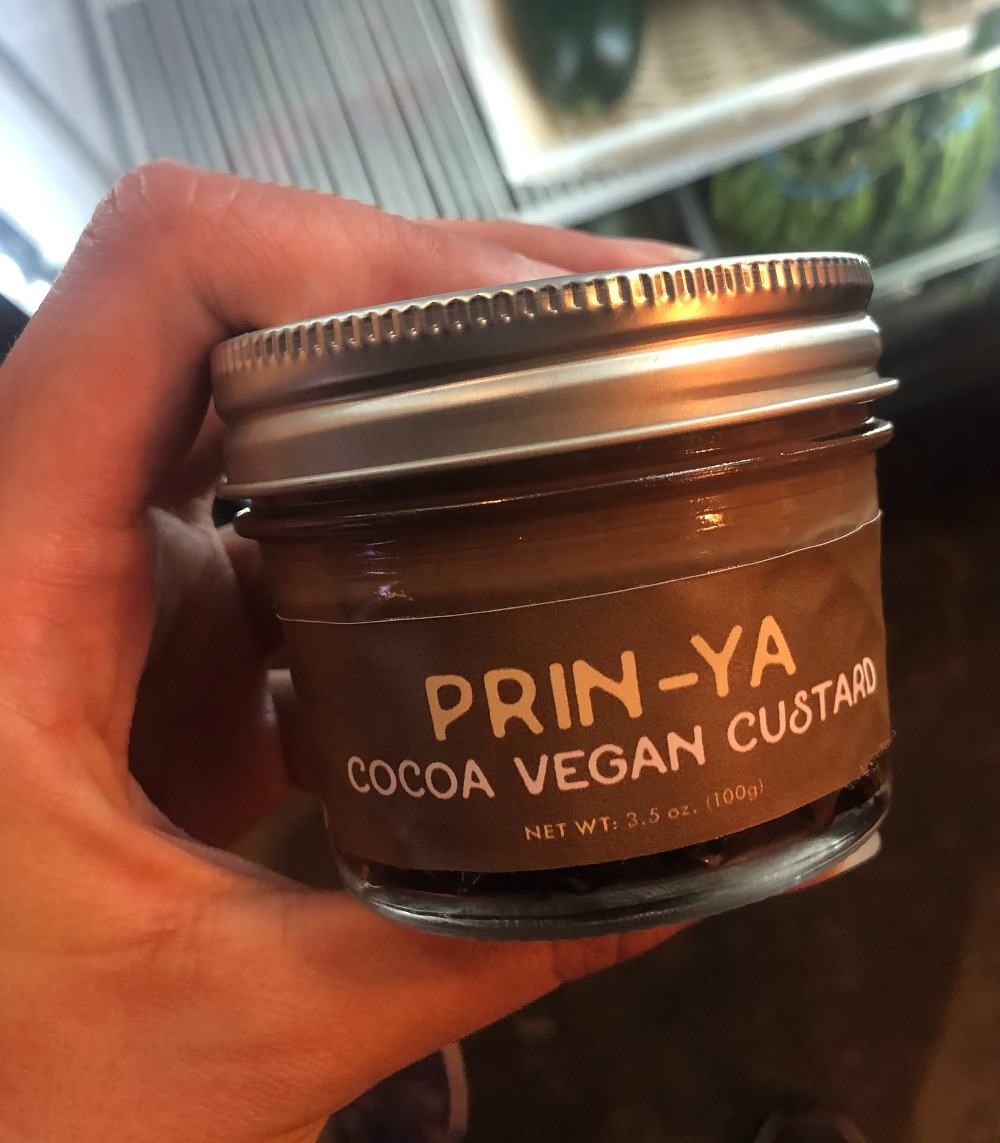 PRIN-YA
COCOA VEGAN CUSTARD
NET WT: 3.5 oz. (100g)